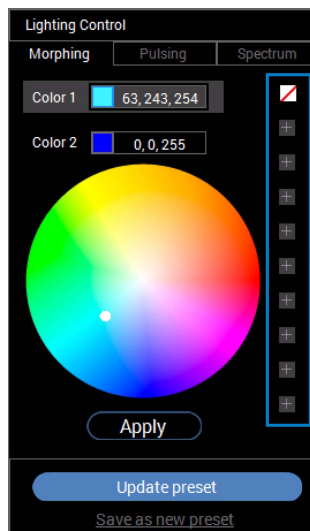 Lighting Control
Morphing Pulsing Spectrum
Color 1 63, 243, 254
Color 2 0, 0, 255
Apply
Update preset
Save as new preset